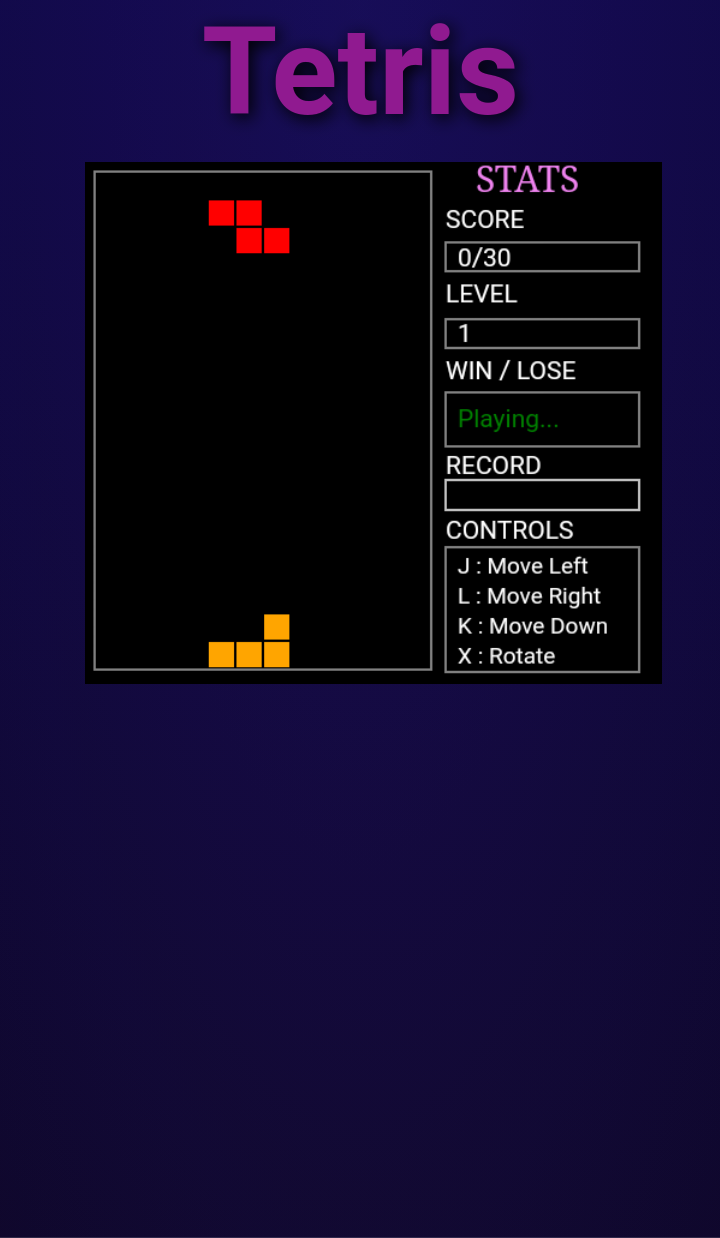 Tetris
STATS
SCORE
0/30
LEVEL
1
WIN / LOSE
Playing...
RECORD
CONTROLS
J : Move Left
L : Move Right
K : Move Down
X : Rotate